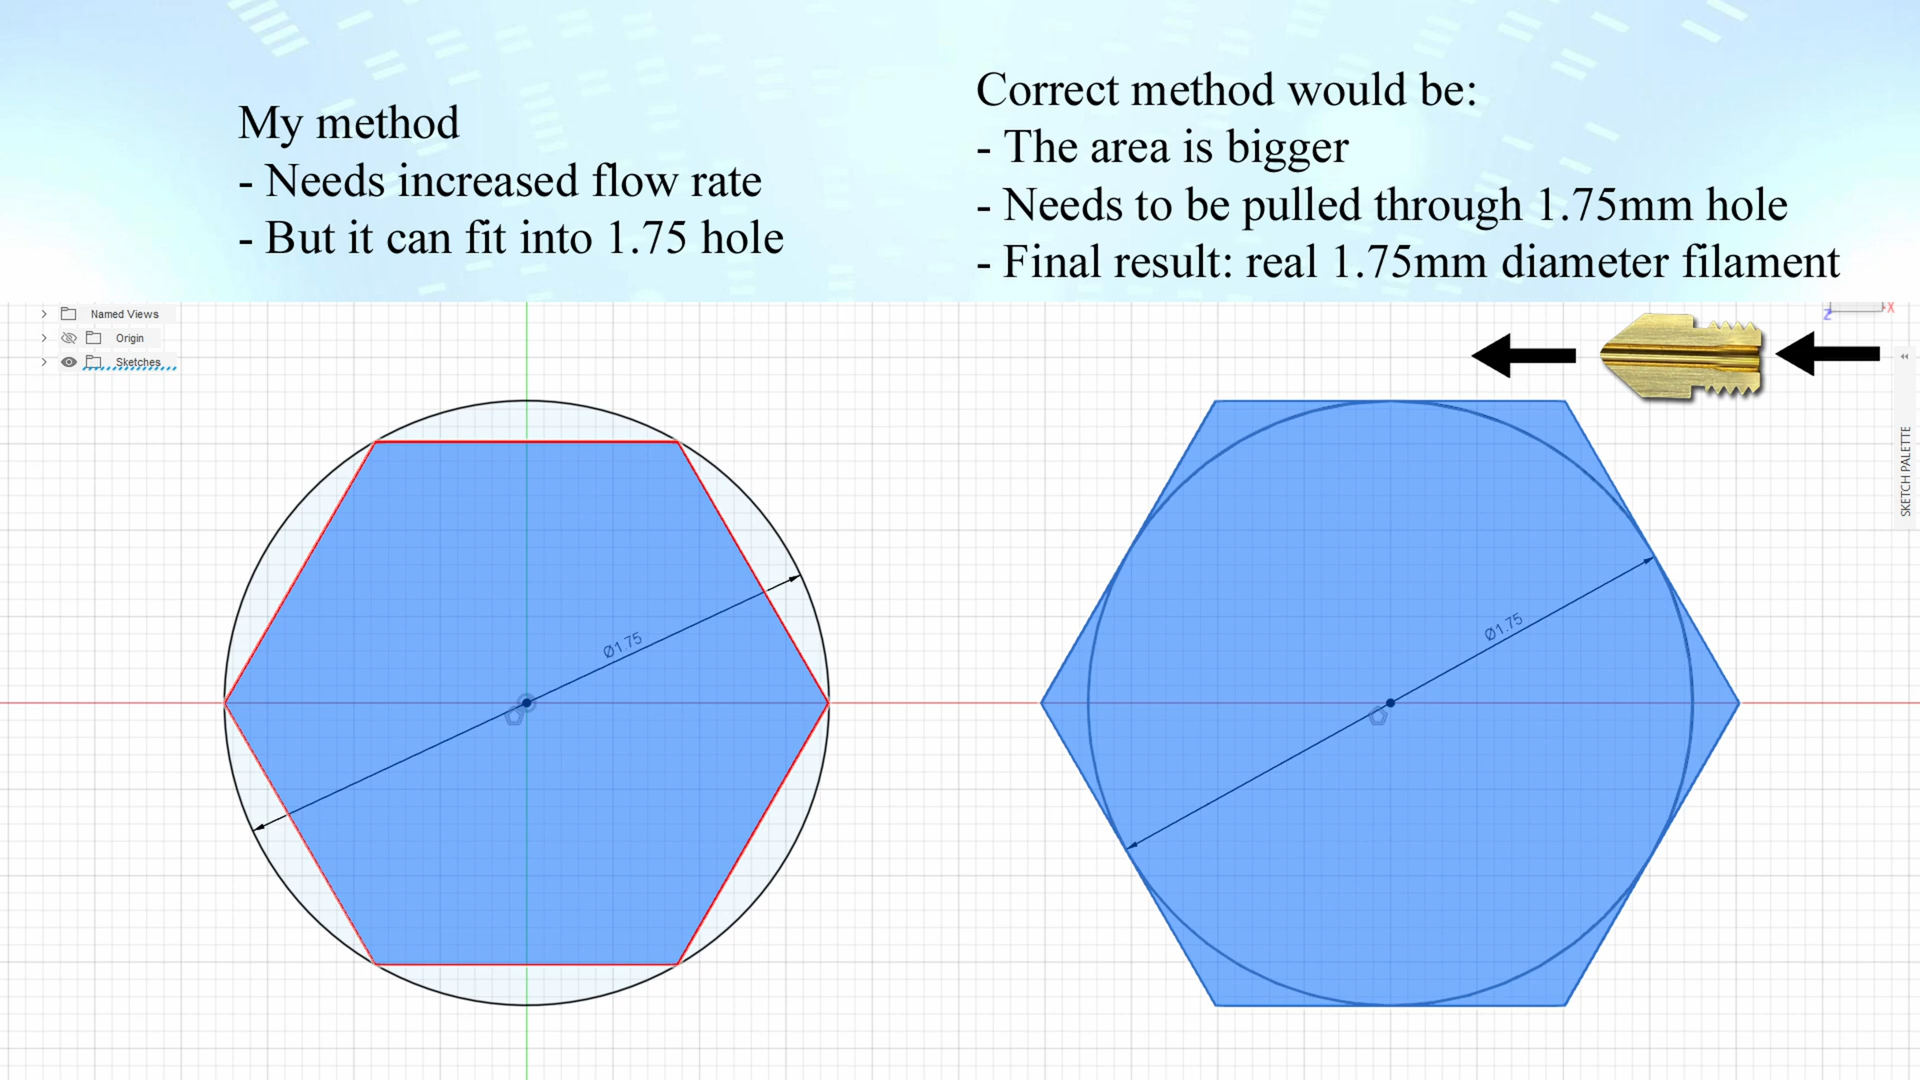 My method
- Needs increased flow rate
- But it can fit into 1.75 hole
Correct method would be:
- The area is bigger
- Needs to be pulled through 1.75mm hole
- Final result: real 1.75mm diameter filament
Named Views
Origin
Sketches
Z
X
SKETCH PALETTE
Ø1.75
Ø1.75